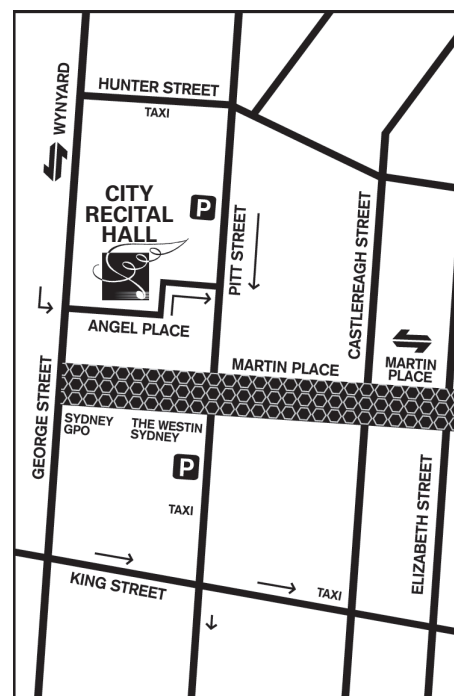 WYNYARD
HUNTER STREET
TAXI
CITY
RECITAL
HALL
P
PITT STREET
CASTLEREAGH STREET
ANGEL PLACE
MARTIN PLACE
MARTIN
PLACE
GEORGE STREET
SYDNEY
GPO
THE WESTIN
SYDNEY
P
TAXI
ELIZABETH STREET
KING STREET
TAXI